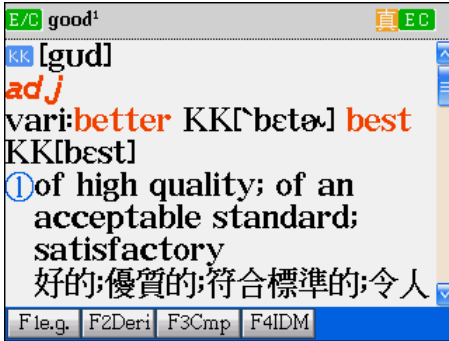 E/C good¹ 真 E C
KK [gud]
adj
vari:better KK[ˋbɛtɚ] best
KK[bɛst]
①of high quality; of an
acceptable standard;
satisfactory
好的;優質的;符合標準的;令人
F1e.g. F2Deri F3Cmp F4IDM